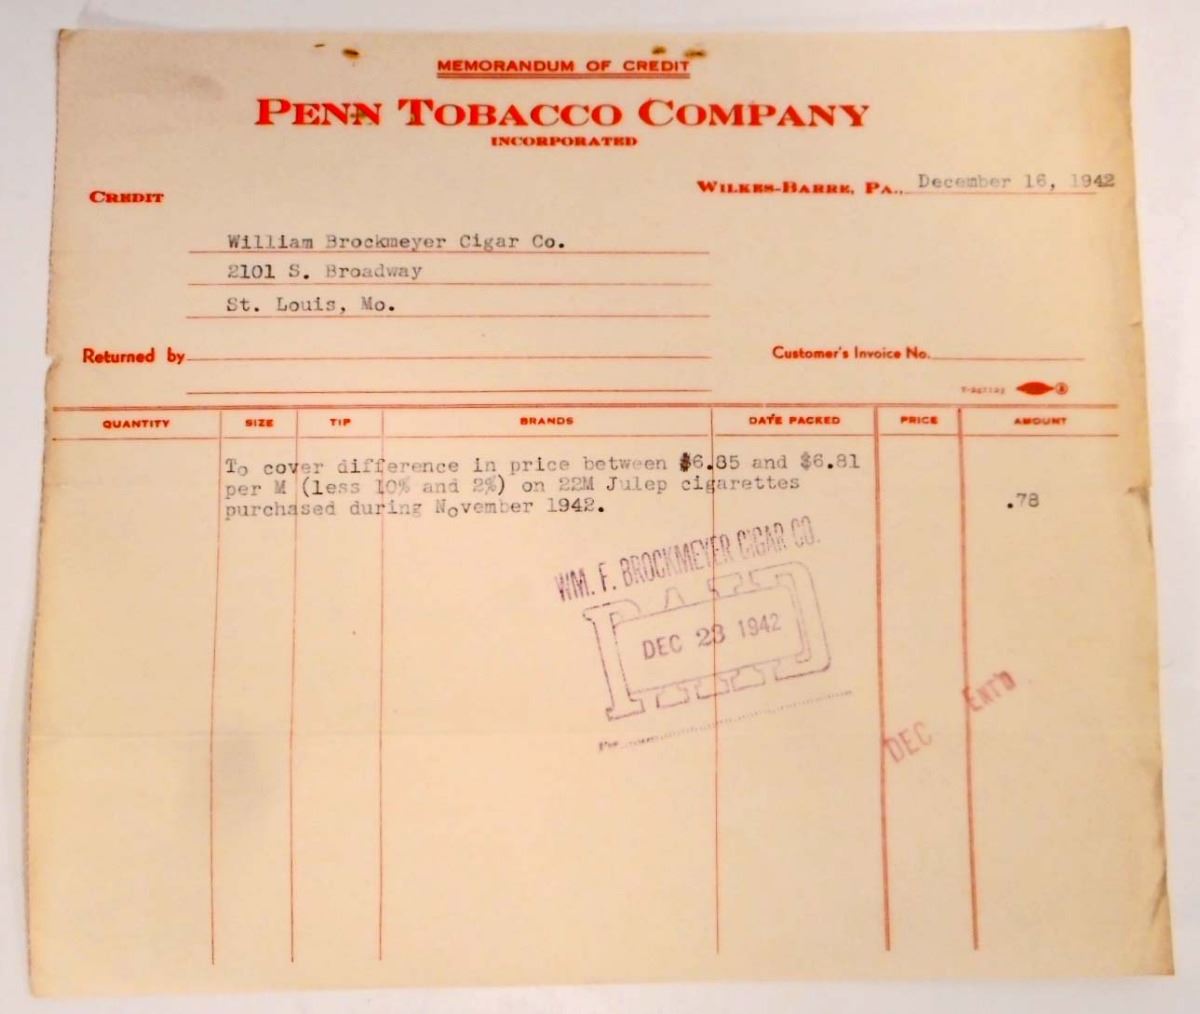 MEMORANDUM OF CREDIT
PENN TOBACCO COMPANY
INCORPORATED
WILKES-BARRE, PA., December 16, 1942
CREDIT
William Brockmeyer Cigar Co.
2101 S. Broadway
St. Louis, Mo.
Returned by
Customer's Invoice No.
QUANTITY SIZE TIP BRANDS DATE PACKED PRICE AMOUNT
To cover difference in price between $6.85 and $6.81
per M (less 10% and 2%) on 22M Julep cigarettes
purchased during November 1942. .78
WM. F. BROCKMEYER CIGAR CO.
PAID
DEC 23 1942
Per
DEC ENT'D